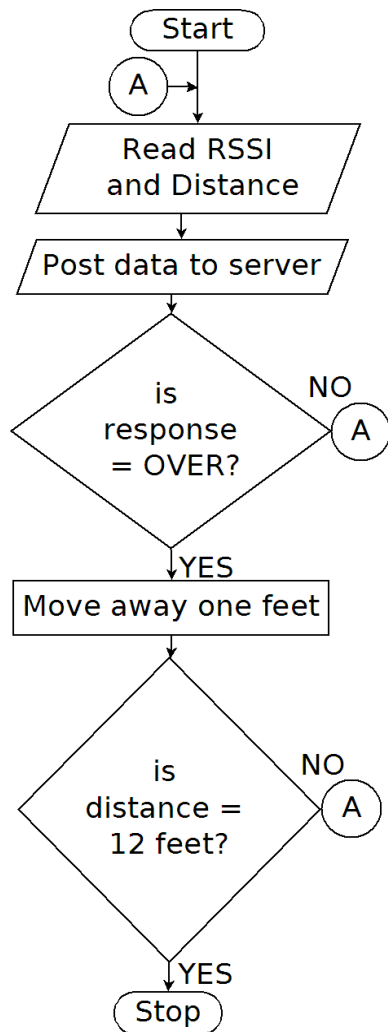 Start
A
Read RSSI
and Distance
Post data to server
is
response
= OVER?
NO
A
YES
Move away one feet
is
distance =
12 feet?
NO
A
YES
Stop